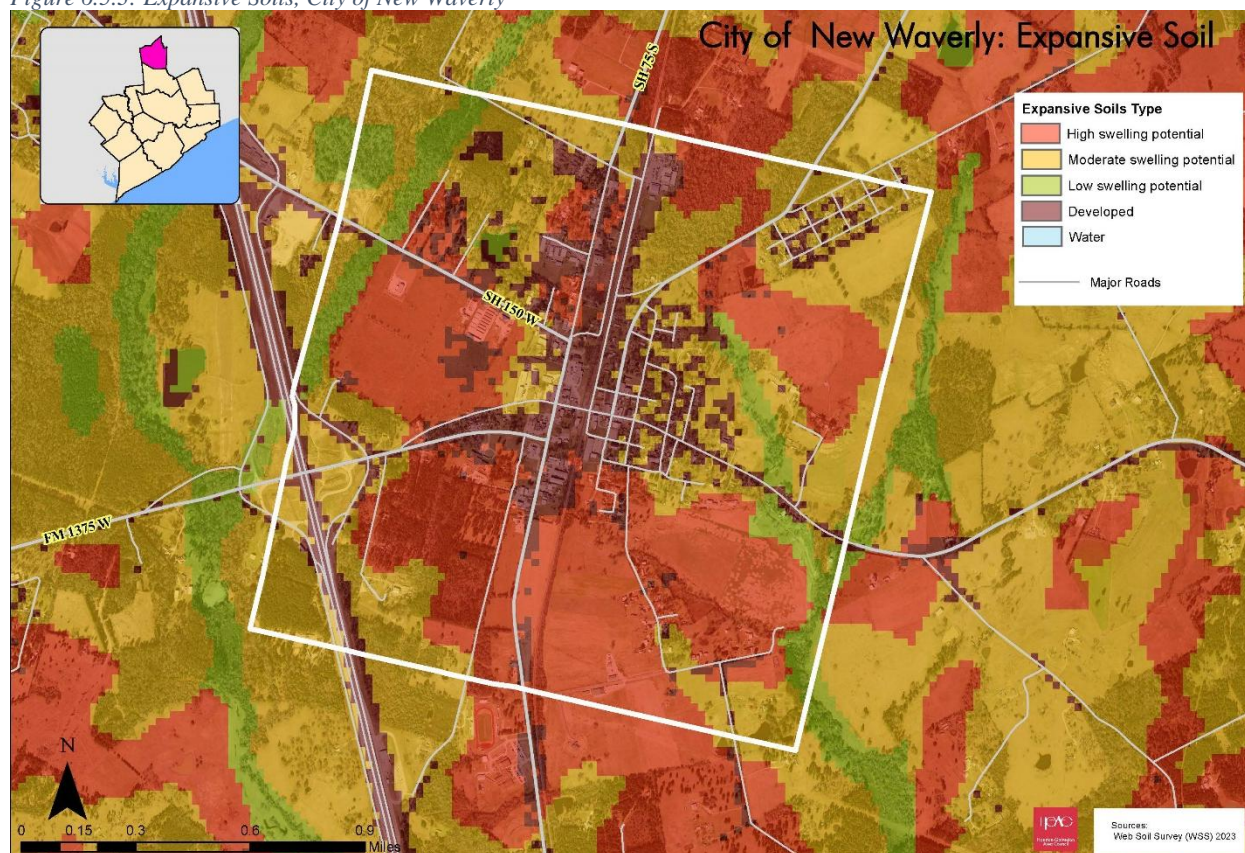 Figure 6.5.5: Expansive Soils, City of New Waverly
City of New Waverly: Expansive Soil
SH-75 S
Expansive Soils Type
High swelling potential
Moderate swelling potential
Low swelling potential
Developed
Water
Major Roads
SH-150-W
FM-1375-W
N
0 0.15 0.3 0.6 0.9
Miles
Sources:
Web Soil Survey (WSS) 2023